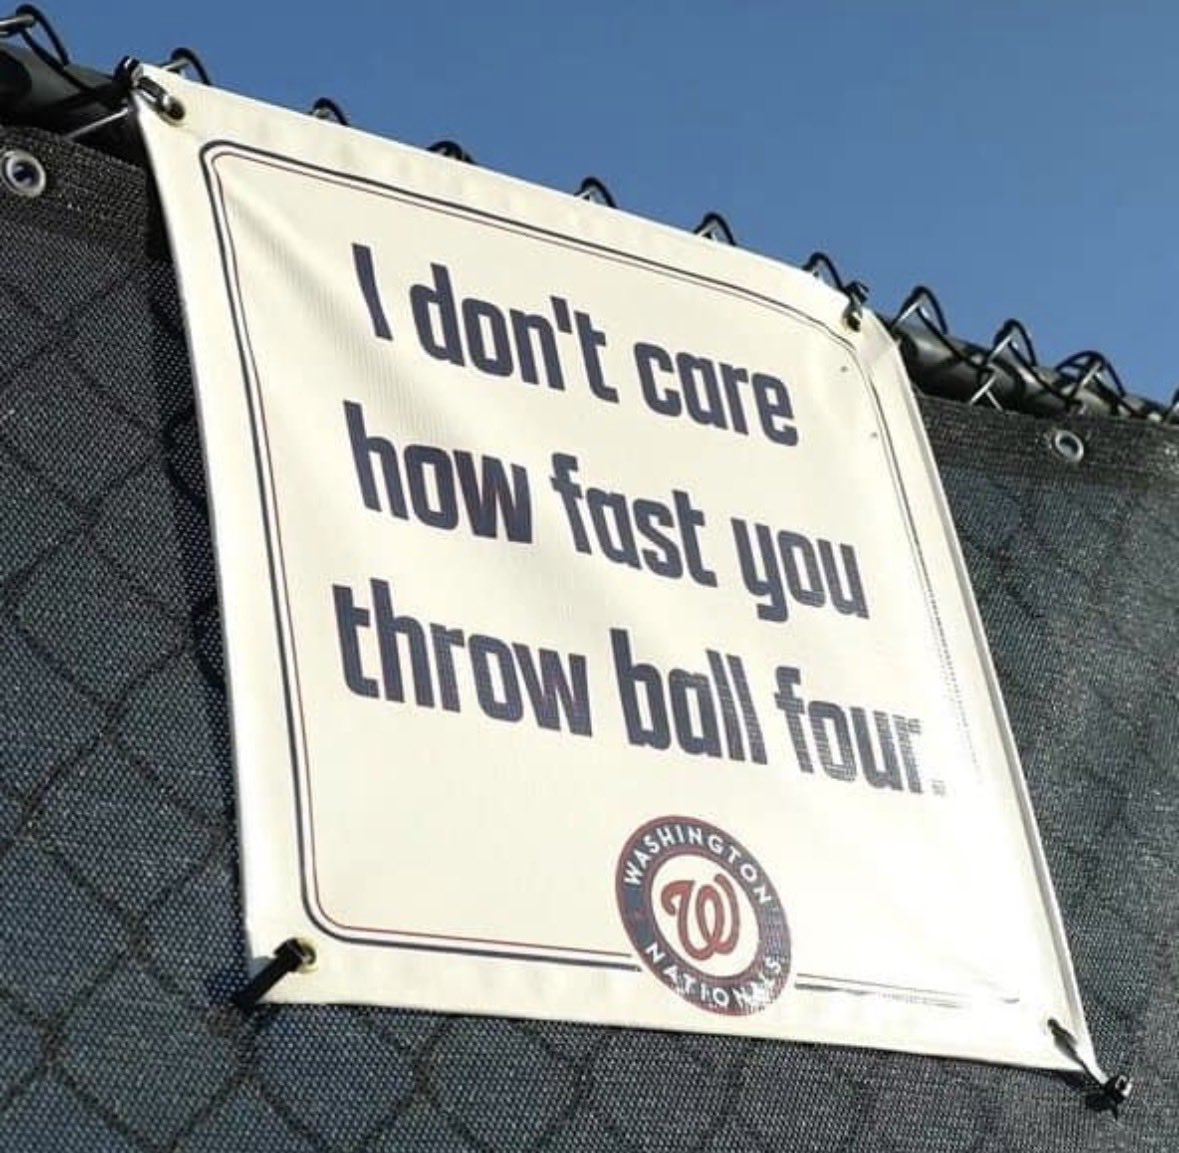 I don't care
how fast you
throw ball four.
WASHINGTON
W
NATIONALS